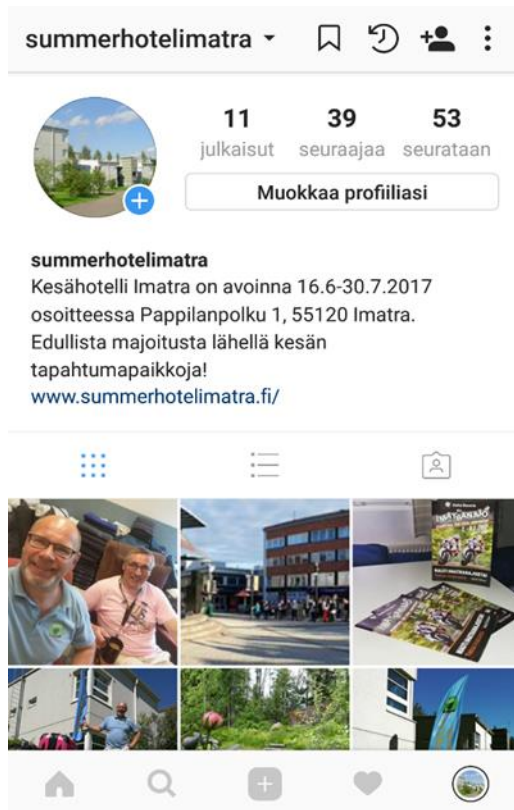 summerhotelimatra
11 39 53
julkaisut seuraajaa seurataan
Muokkaa profiiliasi
summerhotelimatra
Kesähotelli Imatra on avoinna 16.6-30.7.2017
osoitteessa Pappilanpolku 1, 55120 Imatra.
Edullista majoitusta lähellä kesän
tapahtumapaikkoja!
www.summerhotelimatra.fi/
IMATRANAJO